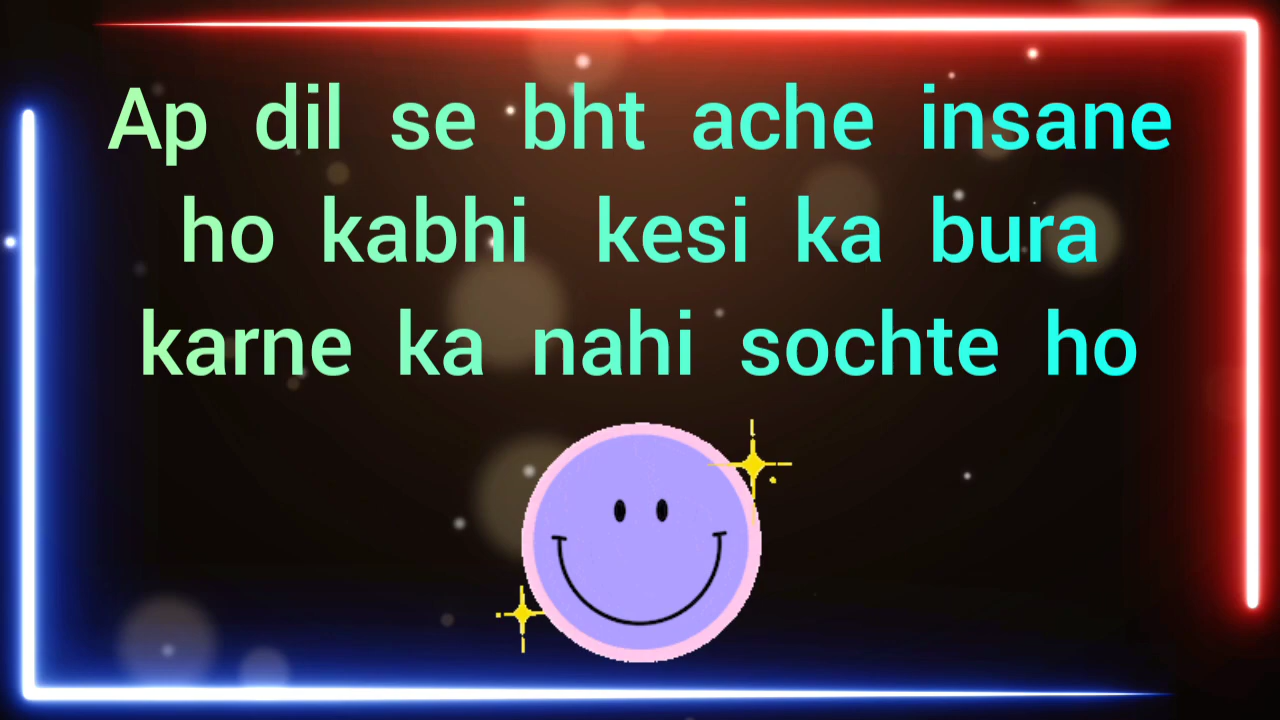 Ap dil se bht ache insane
ho kabhi kesi ka bura
karne ka nahi sochte ho